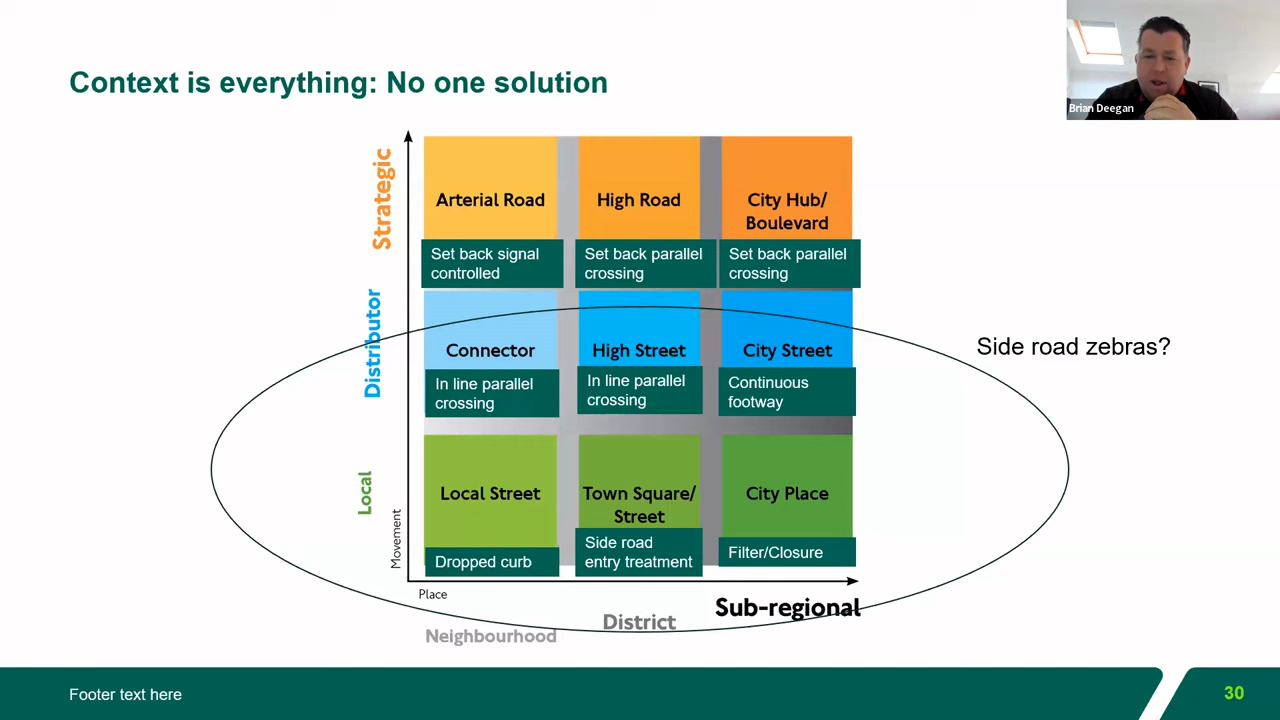 Context is everything: No one solution
Brian Deegan
Strategic
Distributor
Local
Movement
Arterial Road
High Road
City Hub/
Boulevard
Set back signal
controlled
Set back parallel
crossing
Set back parallel
crossing
Connector
High Street
City Street
In line parallel
crossing
In line parallel
crossing
Continuous
footway
Side road zebras?
Local Street
Town Square/
Street
City Place
Dropped curb
Side road
entry treatment
Filter/Closure
Place
Neighbourhood
District
Sub-regional
Footer text here
30